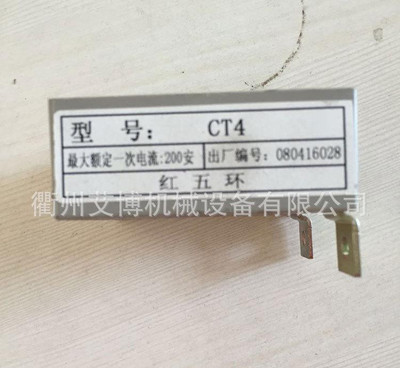 型 号： CT4
最大额定一次电流:200安 出厂编号：080416028
红五环
衢州艾博机械设备有限公司